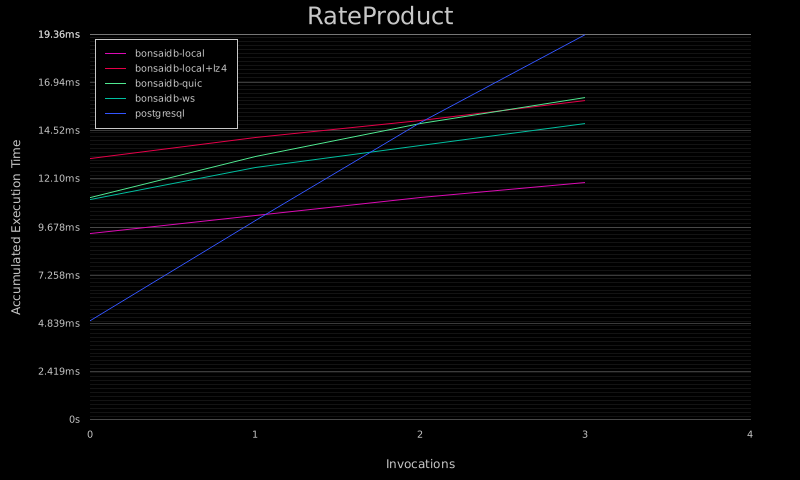 RateProduct
19.36ms
bonsaidb-local
bonsaidb-local+lz4
bonsaidb-quic
bonsaidb-ws
postgresql
16.94ms
14.52ms
12.10ms
9.678ms
7.258ms
4.839ms
2.419ms
0s
Accumulated Execution Time
0 1 2 3 4
Invocations